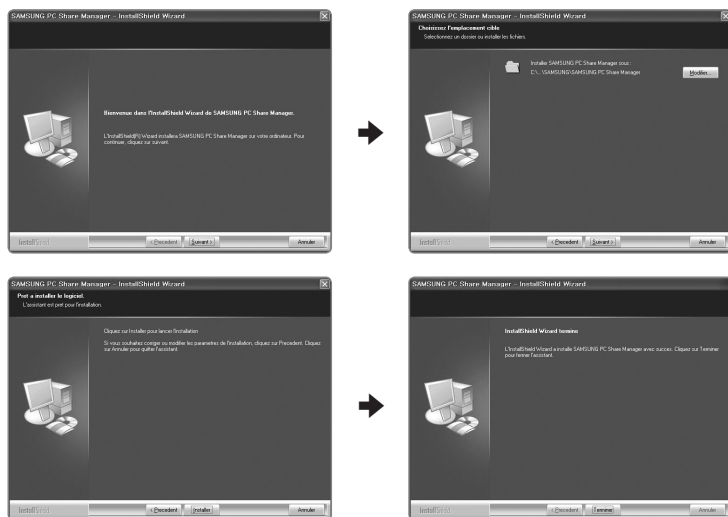 SAMSUNG PC Share Manager - InstallShield Wizard
Bienvenue dans l'InstallShield Wizard de SAMSUNG PC Share Manager.
L'InstallShield(R) Wizard installera SAMSUNG PC Share Manager sur votre ordinateur. Pour
continuer, cliquez sur suivant.
InstallShield
< Precedent
Suivant >
Annuler
SAMSUNG PC Share Manager - InstallShield Wizard
Choisissez l'emplacement cible
Selectionnez un dossier ou installer les fichiers.
Installer SAMSUNG PC Share Manager sous :
C:\...\SAMSUNG\SAMSUNG PC Share Manager
Modifier...
InstallShield
< Precedent
Suivant >
Annuler
SAMSUNG PC Share Manager - InstallShield Wizard
Pret a installer le logiciel.
L'assistant est pret pour l'installation.
Cliquez sur Installer pour lancer l'installation
Si vous souhaitez corriger ou modifier les parametres de l'installation, cliquez sur Precedent. Cliquez
sur Annuler pour quitter l'assistant.
InstallShield
< Precedent
Installer
Annuler
SAMSUNG PC Share Manager - InstallShield Wizard
InstallShield Wizard termine
L'InstallShield Wizard a installe SAMSUNG PC Share Manager avec succes. Cliquez sur Terminer
pour fermer l'assistant.
InstallShield
< Precedent
Terminer
Annuler